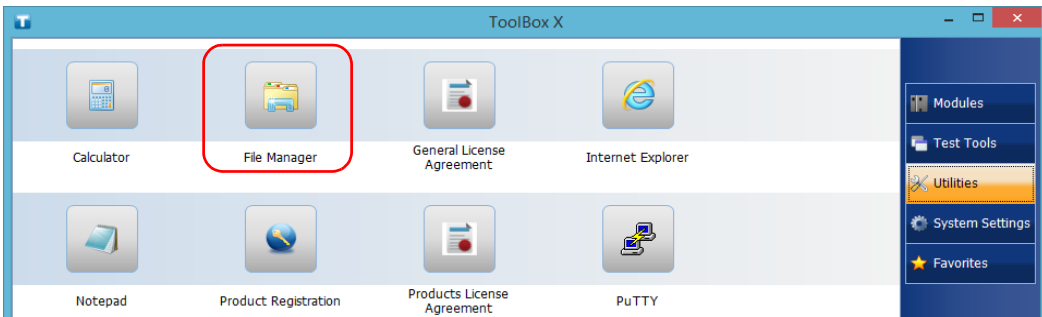 T
ToolBox X
Calculator
File Manager
General License
Agreement
Internet Explorer
Notepad
Product Registration
Products License
Agreement
PuTTY
Modules
Test Tools
Utilities
System Settings
Favorites